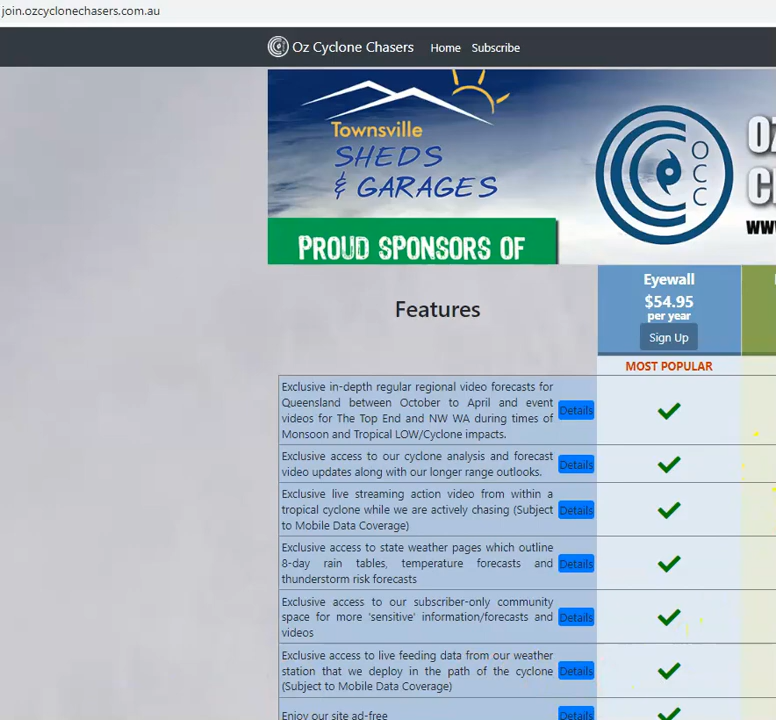 join.ozcyclonechasers.com.au
Oz Cyclone Chasers Home Subscribe
Townsville
SHEDS
& GARAGES
PROUD SPONSORS OF
OCC
Features
Eyewall
$54.95
per year
Sign Up
MOST POPULAR
Exclusive in-depth regular regional video forecasts for
Queensland between October to April and event
videos for The Top End and NW WA during times of
Monsoon and Tropical LOW/Cyclone impacts.
Details
Exclusive access to our cyclone analysis and forecast
video updates along with our longer range outlooks.
Details
Exclusive live streaming action video from within a
tropical cyclone while we are actively chasing (Subject
to Mobile Data Coverage)
Details
Exclusive access to state weather pages which outline
8-day rain tables, temperature forecasts and
thunderstorm risk forecasts
Details
Exclusive access to our subscriber-only community
space for more 'sensitive' information/forecasts and
videos
Details
Exclusive access to live feeding data from our weather
station that we deploy in the path of the cyclone
(Subject to Mobile Data Coverage)
Details
Enjoy our site ad-free
Details